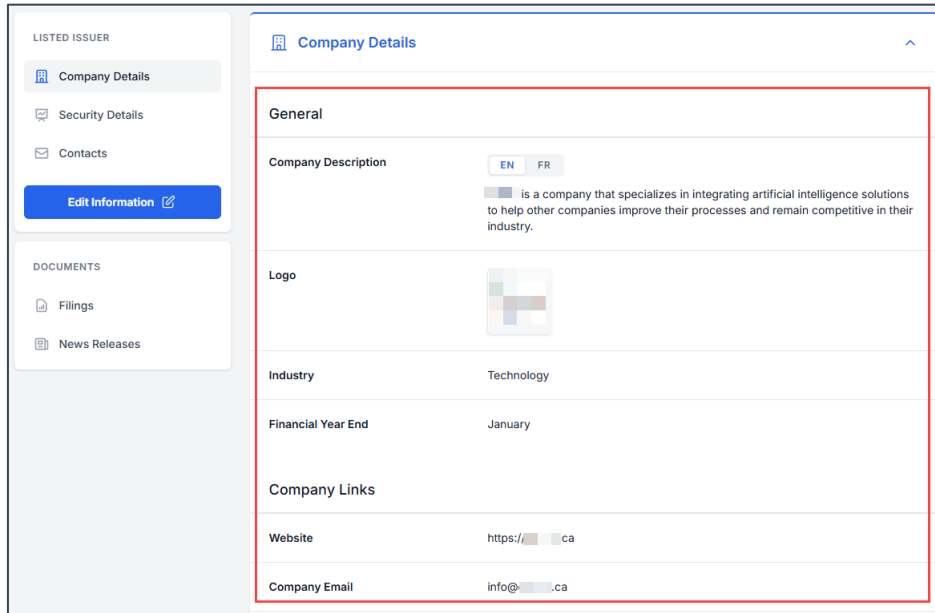 LISTED ISSUER
Company Details
Security Details
Contacts
Edit Information
DOCUMENTS
Filings
News Releases
Company Details
General
Company Description
EN FR
is a company that specializes in integrating artificial intelligence solutions
to help other companies improve their processes and remain competitive in their
industry.
Logo
Industry Technology
Financial Year End January
Company Links
Website https:/ ca
Company Email info@ .ca